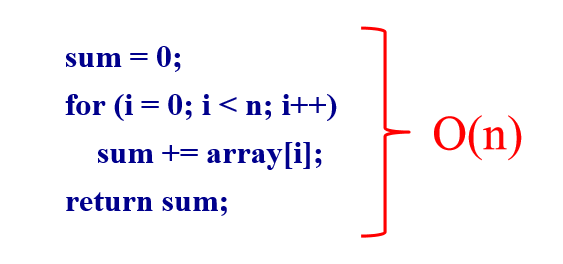 sum = 0;
for (i = 0; i < n; i++)
sum += array[i];
return sum;
O(n)